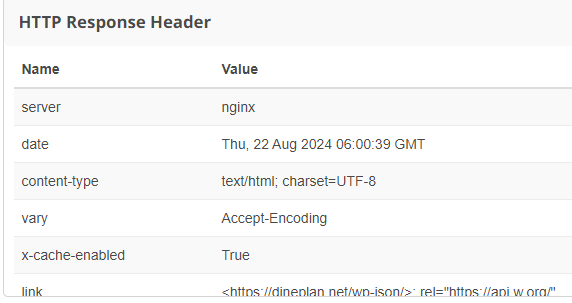 HTTP Response Header
Name Value
server nginx
date Thu, 22 Aug 2024 06:00:39 GMT
content-type text/html; charset=UTF-8
vary Accept-Encoding
x-cache-enabled True
link <https://dineplan.net/wp-json/>; rel="https://api.w.org/"